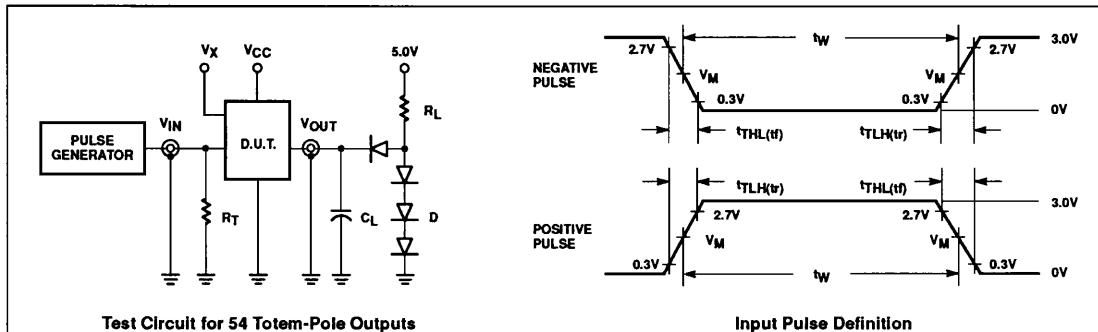 VX
VCC
5.0V
RL
VIN
VOUT
PULSE GENERATOR
D.U.T.
RT
CL
D
Test Circuit for 54 Totem-Pole Outputs
NEGATIVE PULSE
2.7V
tW
2.7V
3.0V
VM
VM
0.3V
0.3V
0V
tTHL(tf)
tTLH(tr)
tTLH(tr)
tTHL(tf)
3.0V
POSITIVE PULSE
2.7V
2.7V
VM
VM
0.3V
tW
0.3V
0V
Input Pulse Definition